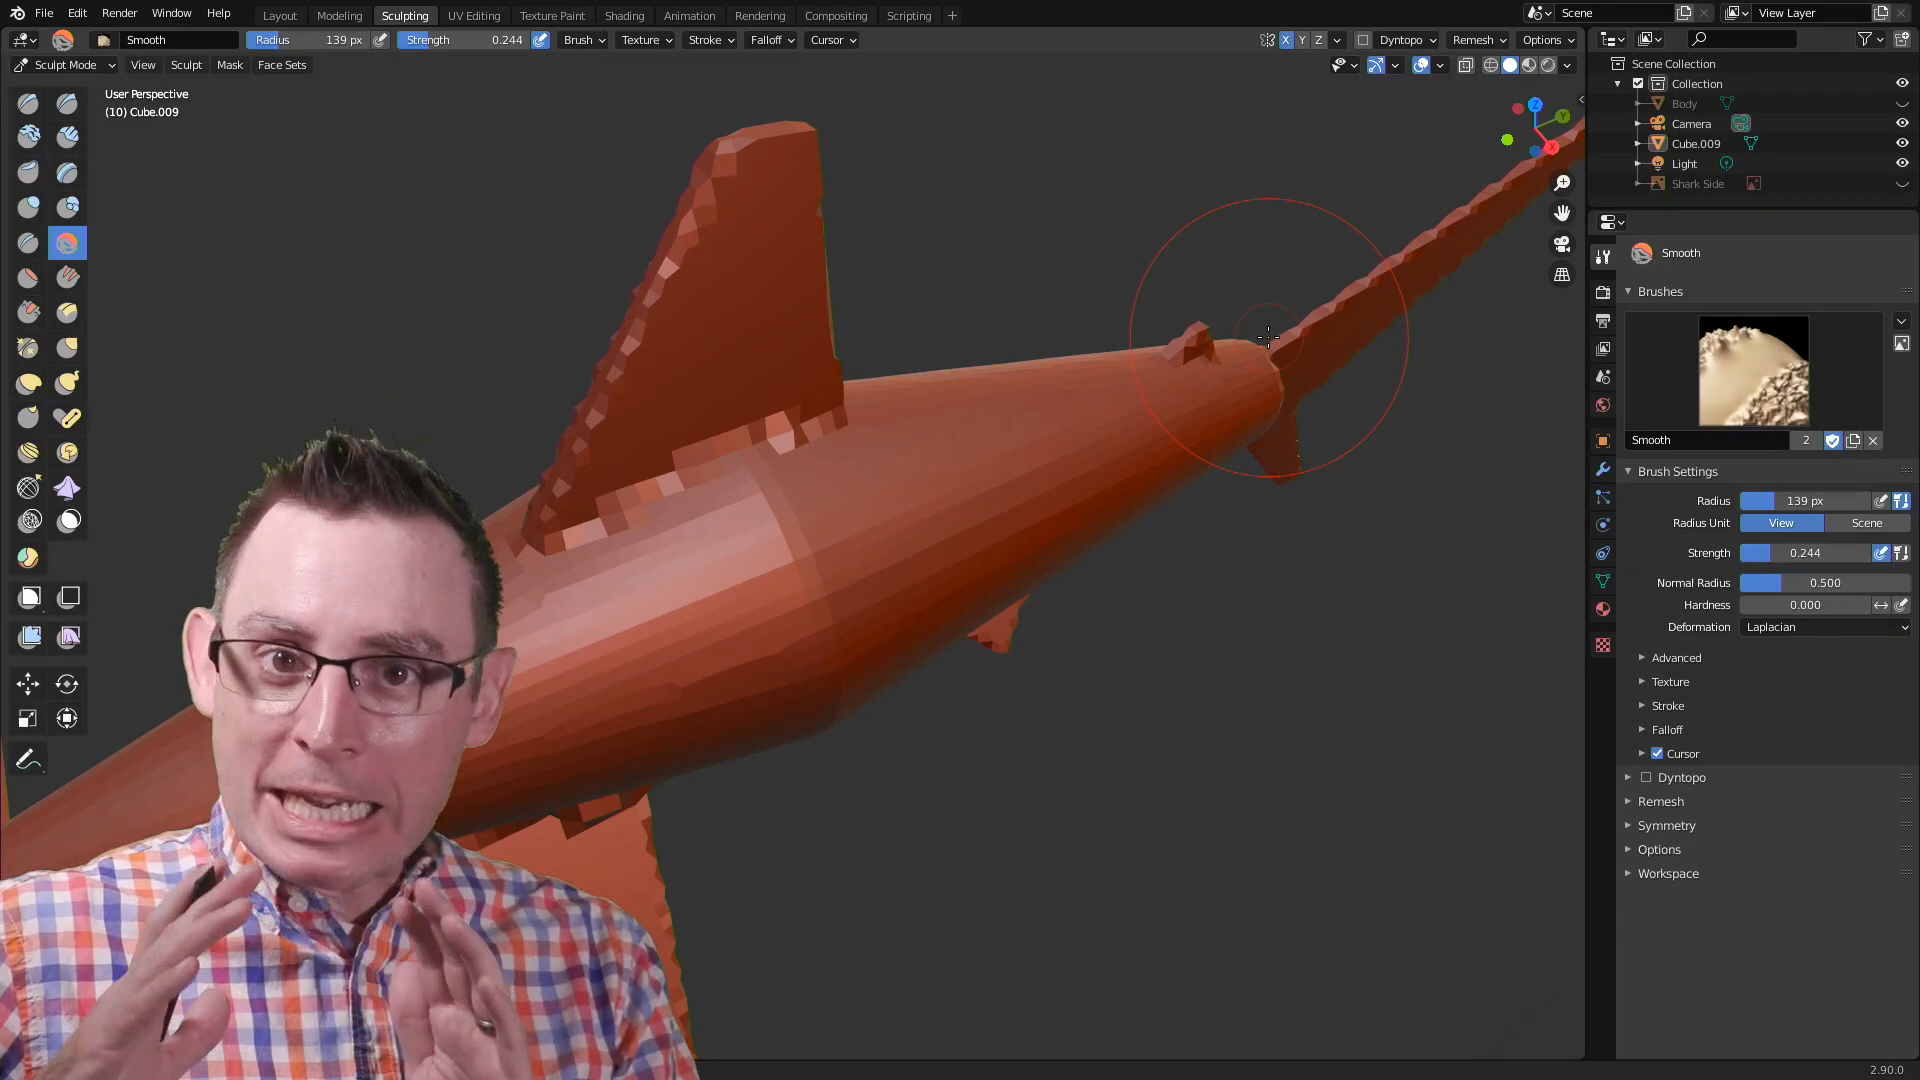 File Edit Render Window Help Layout Modeling Sculpting UV Editing Texture Paint Shading Animation Rendering Compositing Scripting + Scene View Layer
Smooth Radius 139 px Strength 0.244 Brush Texture Stroke Falloff Cursor X Y Z Dyntopo Remesh Options
Sculpt Mode View Sculpt Mask Face Sets
User Perspective
(10) Cube.009
Z
Y
X
Scene Collection
Collection
Body
Camera
Cube.009
Light
Shark Side
Smooth
Brushes
Smooth 2
Brush Settings
Radius 139 px
Radius Unit View Scene
Strength 0.244
Normal Radius 0.500
Hardness 0.000
Deformation Laplacian
Advanced
Texture
Stroke
Falloff
Cursor
Dyntopo
Remesh
Symmetry
Options
Workspace
2.90.0